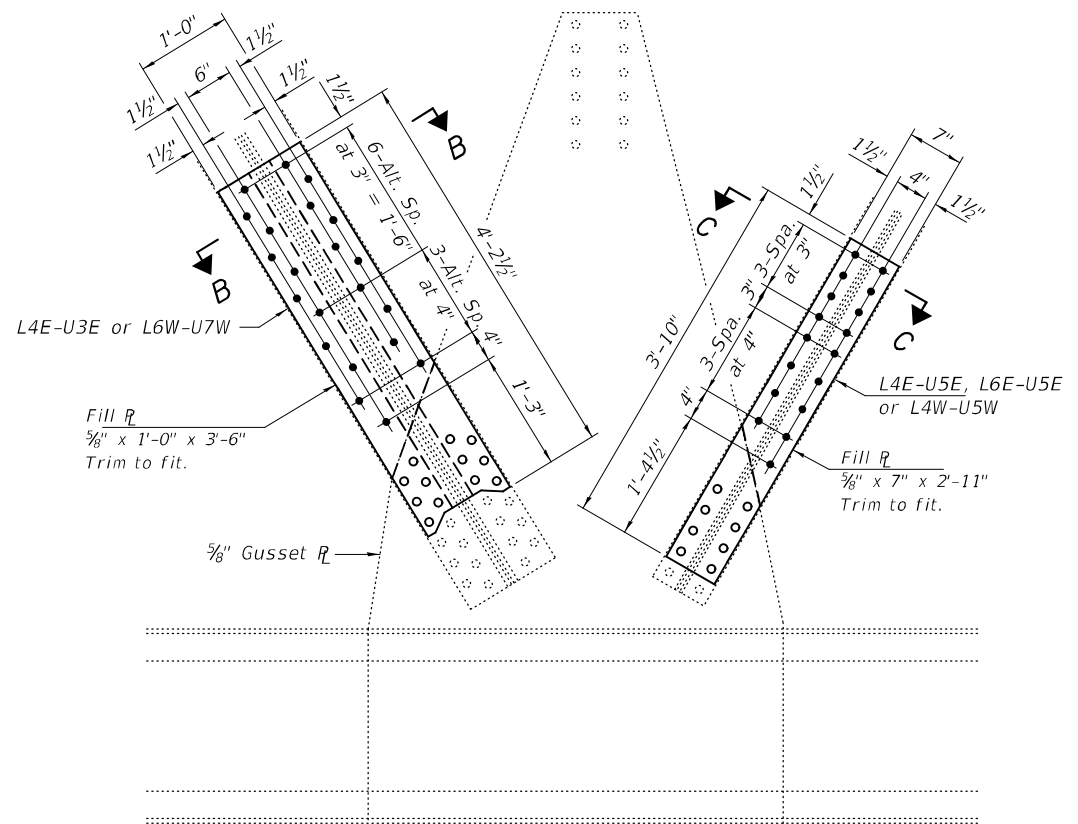 1'-0"
1½"
6"
1½"
1½"
1½"
1½"
B
6-Alt. Sp.
at 3" = 1'-6"
4'-2½"
3-Alt. Sp.
at 4"
4"
1'-3"
B
L4E-U3E or L6W-U7W
Fill PL
⅝" x 1'-0" x 3'-6"
Trim to fit.
⅝" Gusset PL
7"
1½"
4"
1½"
1½"
C
3-Spa.
at 3"
3"
3-Spa.
at 4"
3'-10"
4"
1'-4½"
C
L4E-U5E, L6E-U5E
or L4W-U5W
Fill PL
⅝" x 7" x 2'-11"
Trim to fit.